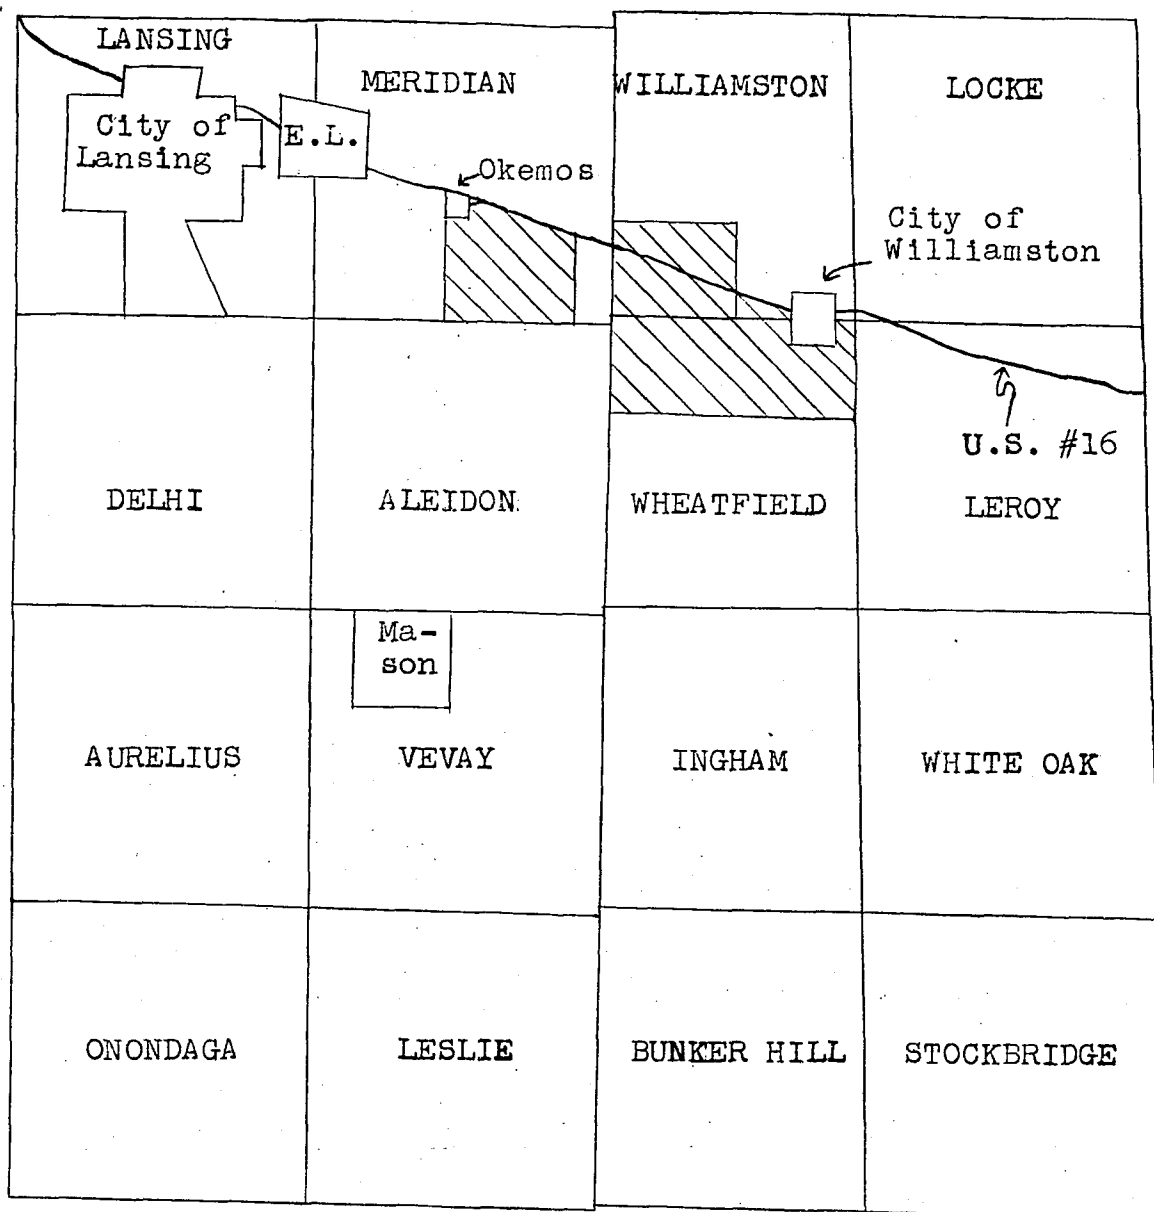 LANSING
MERIDIAN
WILLIAMSTON
LOCKE
City of
Lansing
E.L.
Okemos
City of
Williamston
U.S. #16
DELHI
ALEIDON
WHEATFIELD
LEROY
Ma-
son
AURELIUS
VEVAY
INGHAM
WHITE OAK
ONONDAGA
LESLIE
BUNKER HILL
STOCKBRIDGE